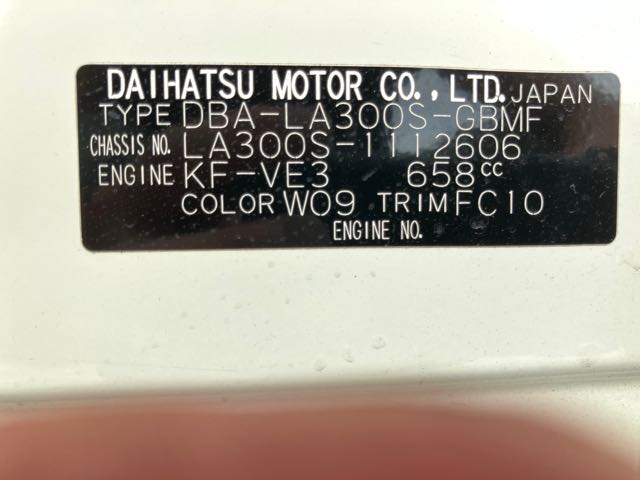 DAIHATSU MOTOR CO., LTD. JAPAN
TYPE DBA-LA300S-GBMF
CHASSIS NO. LA300S-1112606
ENGINE KF-VE3 658cc
COLOR W09 TRIM FC10
ENGINE NO.